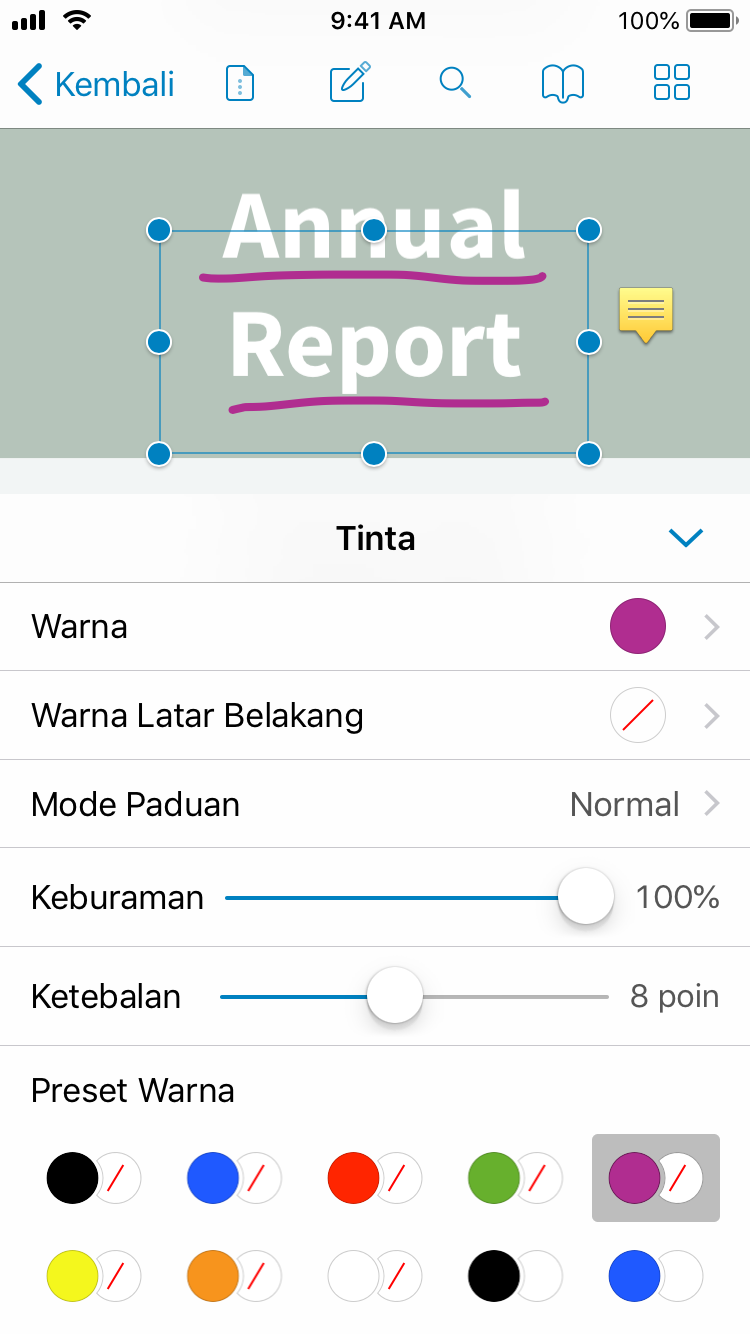 9:41 AM
100%
Kembali
Annual
Report
Tinta
Warna
Warna Latar Belakang
Mode Paduan Normal
Keburaman 100%
Ketebalan 8 poin
Preset Warna